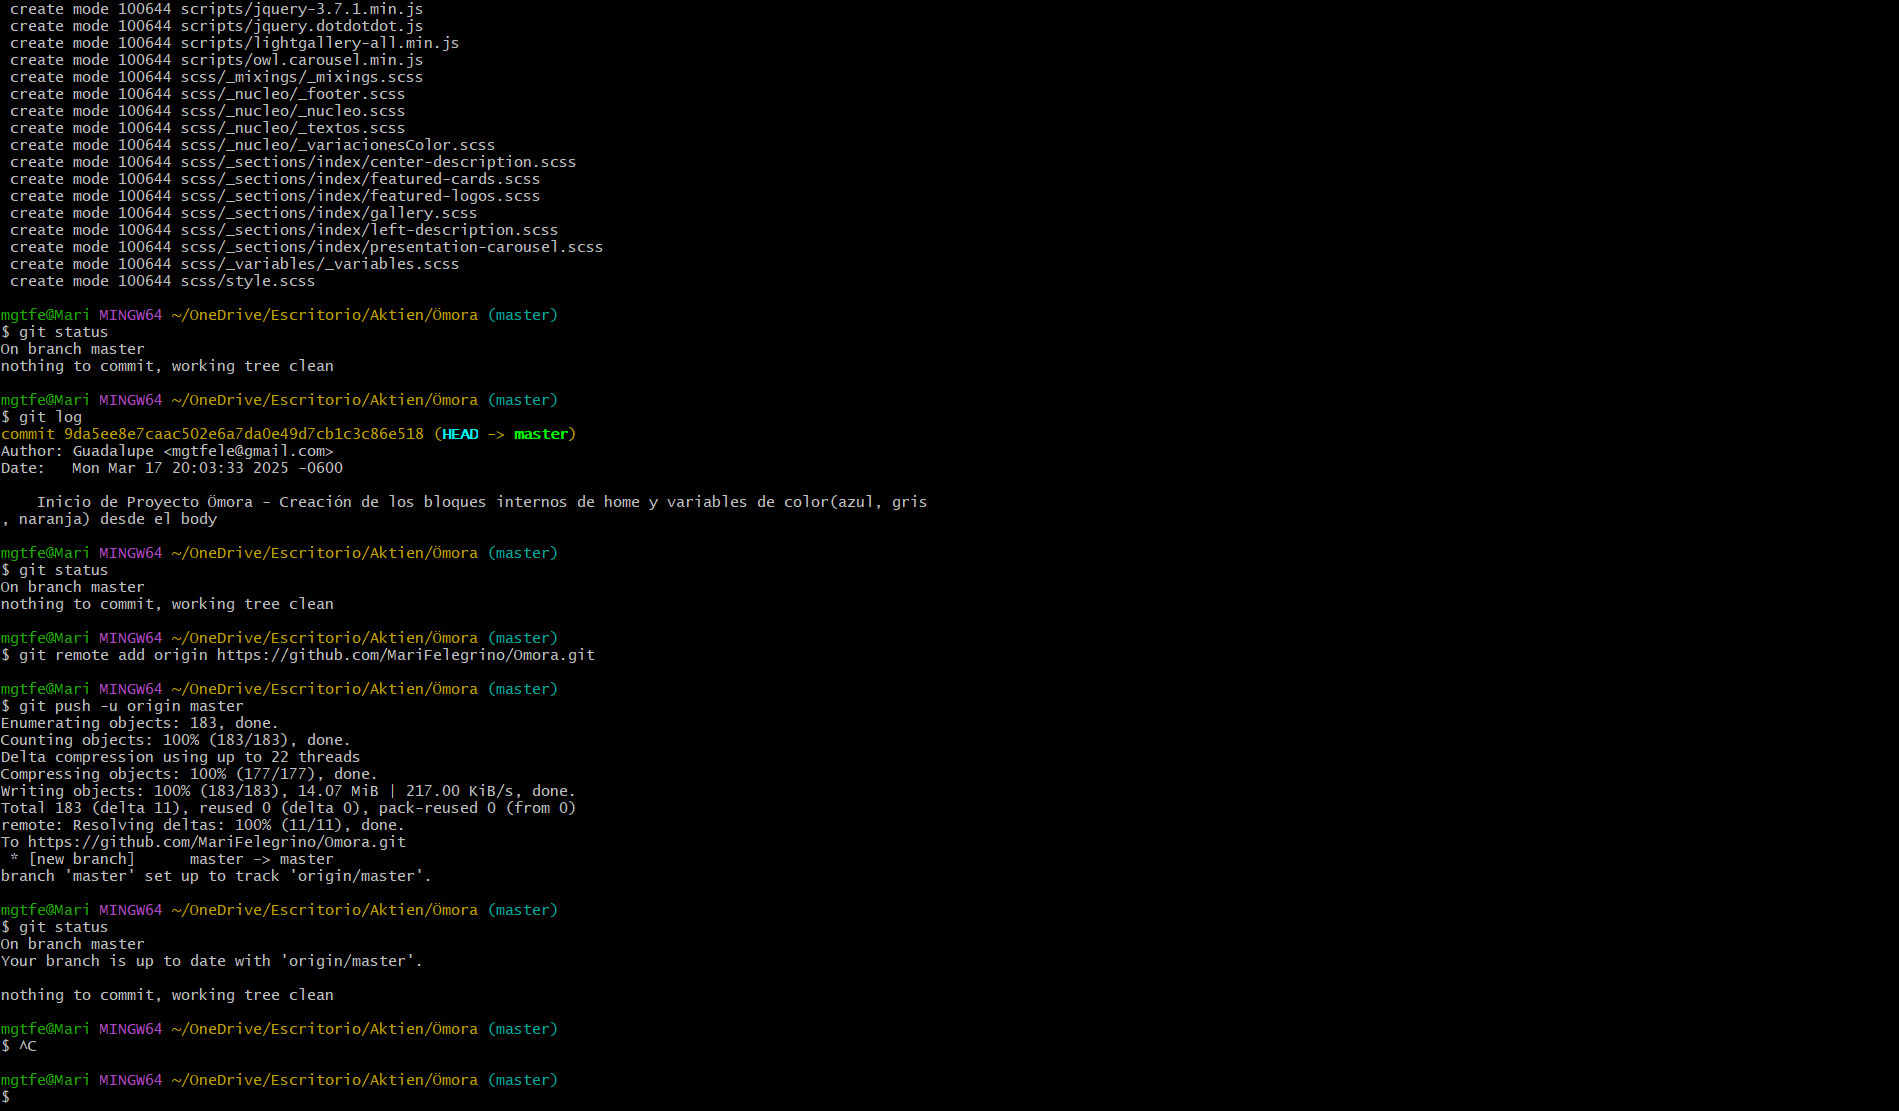 create mode 100644 scripts/jquery-3.7.1.min.js
create mode 100644 scripts/jquery.dotdotdot.js
create mode 100644 scripts/lightgallery-all.min.js
create mode 100644 scripts/owl.carousel.min.js
create mode 100644 scss/_mixings/_mixings.scss
create mode 100644 scss/_nucleo/_footer.scss
create mode 100644 scss/_nucleo/_nucleo.scss
create mode 100644 scss/_nucleo/_textos.scss
create mode 100644 scss/_nucleo/_variacionesColor.scss
create mode 100644 scss/_sections/index/center-description.scss
create mode 100644 scss/_sections/index/featured-cards.scss
create mode 100644 scss/_sections/index/featured-logos.scss
create mode 100644 scss/_sections/index/gallery.scss
create mode 100644 scss/_sections/index/left-description.scss
create mode 100644 scss/_sections/index/presentation-carousel.scss
create mode 100644 scss/_variables/_variables.scss
create mode 100644 scss/style.scss
mgtfe@Mari MINGW64 ~/OneDrive/Escritorio/Aktien/Ömora (master)
$ git status
On branch master
nothing to commit, working tree clean
mgtfe@Mari MINGW64 ~/OneDrive/Escritorio/Aktien/Ömora (master)
$ git log
commit 9da5ee8e7caac502e6a7da0e49d7cb1c3c86e518 (HEAD -> master)
Author: Guadalupe <mgtfele@gmail.com>
Date:   Mon Mar 17 20:03:33 2025 -0600
Inicio de Proyecto Ömora - Creación de los bloques internos de home y variables de color(azul, gris
, naranja) desde el body
mgtfe@Mari MINGW64 ~/OneDrive/Escritorio/Aktien/Ömora (master)
$ git status
On branch master
nothing to commit, working tree clean
mgtfe@Mari MINGW64 ~/OneDrive/Escritorio/Aktien/Ömora (master)
$ git remote add origin https://github.com/MariFelegrino/Omora.git
mgtfe@Mari MINGW64 ~/OneDrive/Escritorio/Aktien/Ömora (master)
$ git push -u origin master
Enumerating objects: 183, done.
Counting objects: 100% (183/183), done.
Delta compression using up to 22 threads
Compressing objects: 100% (177/177), done.
Writing objects: 100% (183/183), 14.07 MiB | 217.00 KiB/s, done.
Total 183 (delta 11), reused 0 (delta 0), pack-reused 0 (from 0)
remote: Resolving deltas: 100% (11/11), done.
To https://github.com/MariFelegrino/Omora.git
* [new branch]      master -> master
branch 'master' set up to track 'origin/master'.
mgtfe@Mari MINGW64 ~/OneDrive/Escritorio/Aktien/Ömora (master)
$ git status
On branch master
Your branch is up to date with 'origin/master'.
nothing to commit, working tree clean
mgtfe@Mari MINGW64 ~/OneDrive/Escritorio/Aktien/Ömora (master)
$ ^C
mgtfe@Mari MINGW64 ~/OneDrive/Escritorio/Aktien/Ömora (master)
$